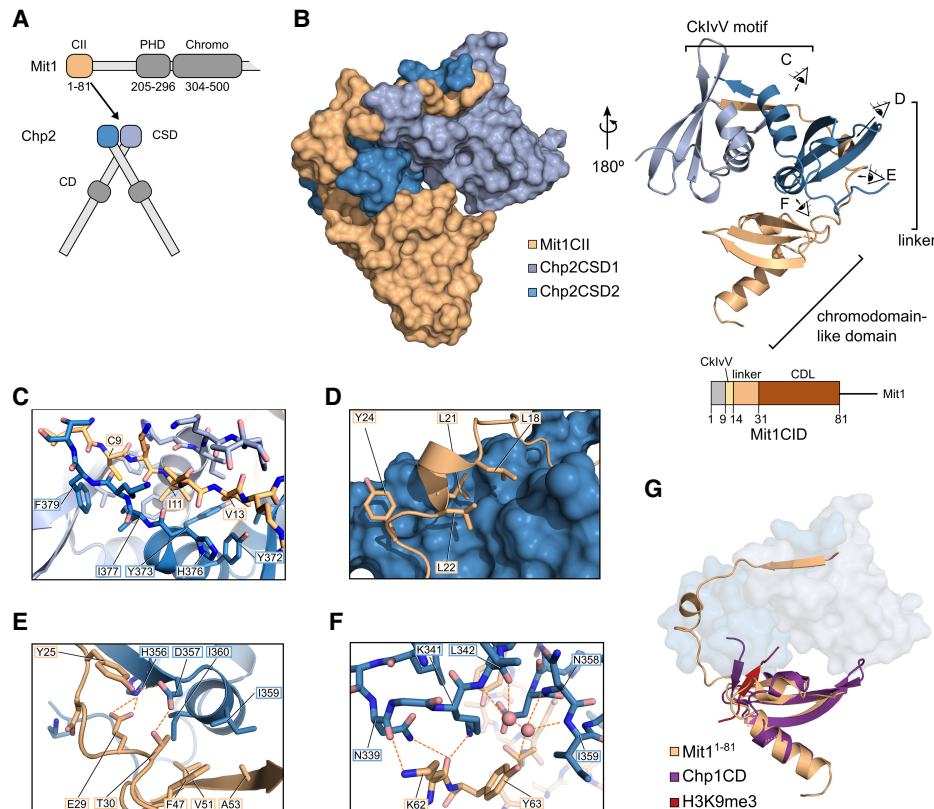 A
CII
PHD
Chromo
Mit1
1-81
205-296
304-500
Chp2
CSD
CD
B
CkIvV motif
C
D
E
F
180º
linker
Mit1CII
Chp2CSD1
Chp2CSD2
chromodomain-
like domain
CkIvV
linker
CDL
Mit1
1 9 14 31 81
Mit1CID
C
C9
I11
V13
F379
I377
Y373
H376
Y372
D
Y24
L21
L18
L22
E
Y25
H356
D357
I360
I359
E29
T30
F47
V51
A53
F
K341
L342
N358
N339
I359
K62
Y63
G
Mit1¹⁻⁸¹
Chp1CD
H3K9me3